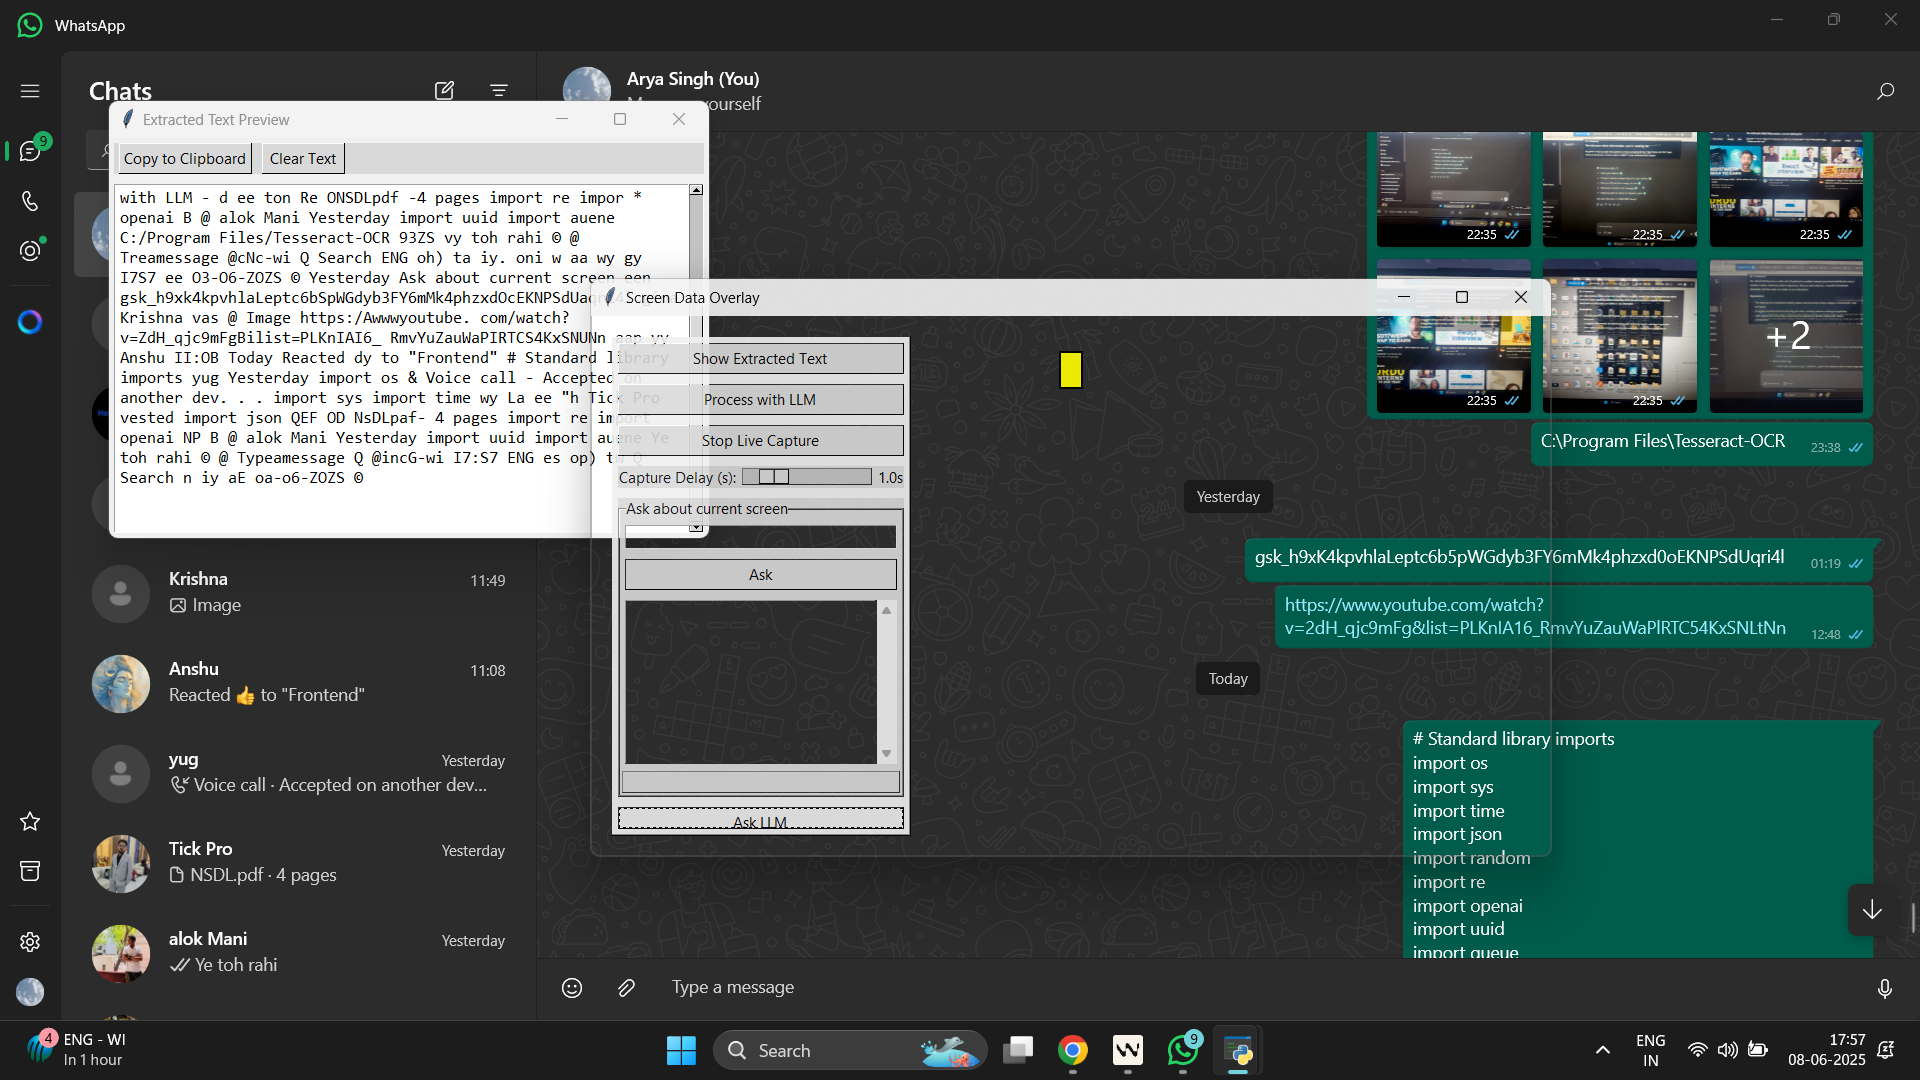 WhatsApp
Chats
Arya Singh (You)
Extracted Text Preview
Copy to Clipboard
Clear Text
with LLM - d ee ton Re ONSDLpdf -4 pages import re impor *
openai B @ alok Mani Yesterday import uuid import auene
C:/Program Files/Tesseract-OCR 93ZS vy toh rahi © @
Treamessage @cNc-wi Q Search ENG oh) ta iy. oni w aa wy gy
I7S7 ee O3-O6-ZOZS © Yesterday Ask about current screen een
gsk_h9xk4kpvhlaLeptc6bSpWGdyb3FY6mMk4phzxdOcEKNPSdUa
Krishna vas @ Image https:/Awwwyoutube. com/watch?
v=ZdH_qjc9mFgBilist=PLKnIAI6_ RmvYuZauWaPIRTCS4KxSNUNn aap yy
Anshu II:OB Today Reacted dy to "Frontend" # Standard library
imports yug Yesterday import os & Voice call - Accepted on
another dev. . . import sys import time wy La ee "h Tick Pro
vested import json QEF OD NsDLpaf- 4 pages import re import
openai NP B @ alok Mani Yesterday import uuid import auene Ye
toh rahi © @ Typeamessage Q @incG-wi I7:S7 ENG es op) tw Q
Search n iy aE oa-o6-ZOZS ©
Screen Data Overlay
Show Extracted Text
Process with LLM
Stop Live Capture
Capture Delay (s):
1.0s
Ask about current screen
Ask
Ask LLM
Krishna
11:49
Image
Anshu
11:08
Reacted 👍 to "Frontend"
yug
Yesterday
Voice call · Accepted on another dev...
Tick Pro
Yesterday
NSDL.pdf · 4 pages
alok Mani
Yesterday
Ye toh rahi
22:35
22:35
22:35
22:35
22:35
+2
C:\Program Files\Tesseract-OCR
23:38
Yesterday
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
01:19
https://www.youtube.com/watch?
v=2dH_qjc9mFg&list=PLKnIA16_RmvYuZauWaPlRTC54KxSNLtNn
12:48
Today
# Standard library imports
import os
import sys
import time
import json
import random
import re
import openai
import uuid
import queue
Type a message
9
4
ENG - WI
In 1 hour
Search
9
ENG
IN
17:57
08-06-2025